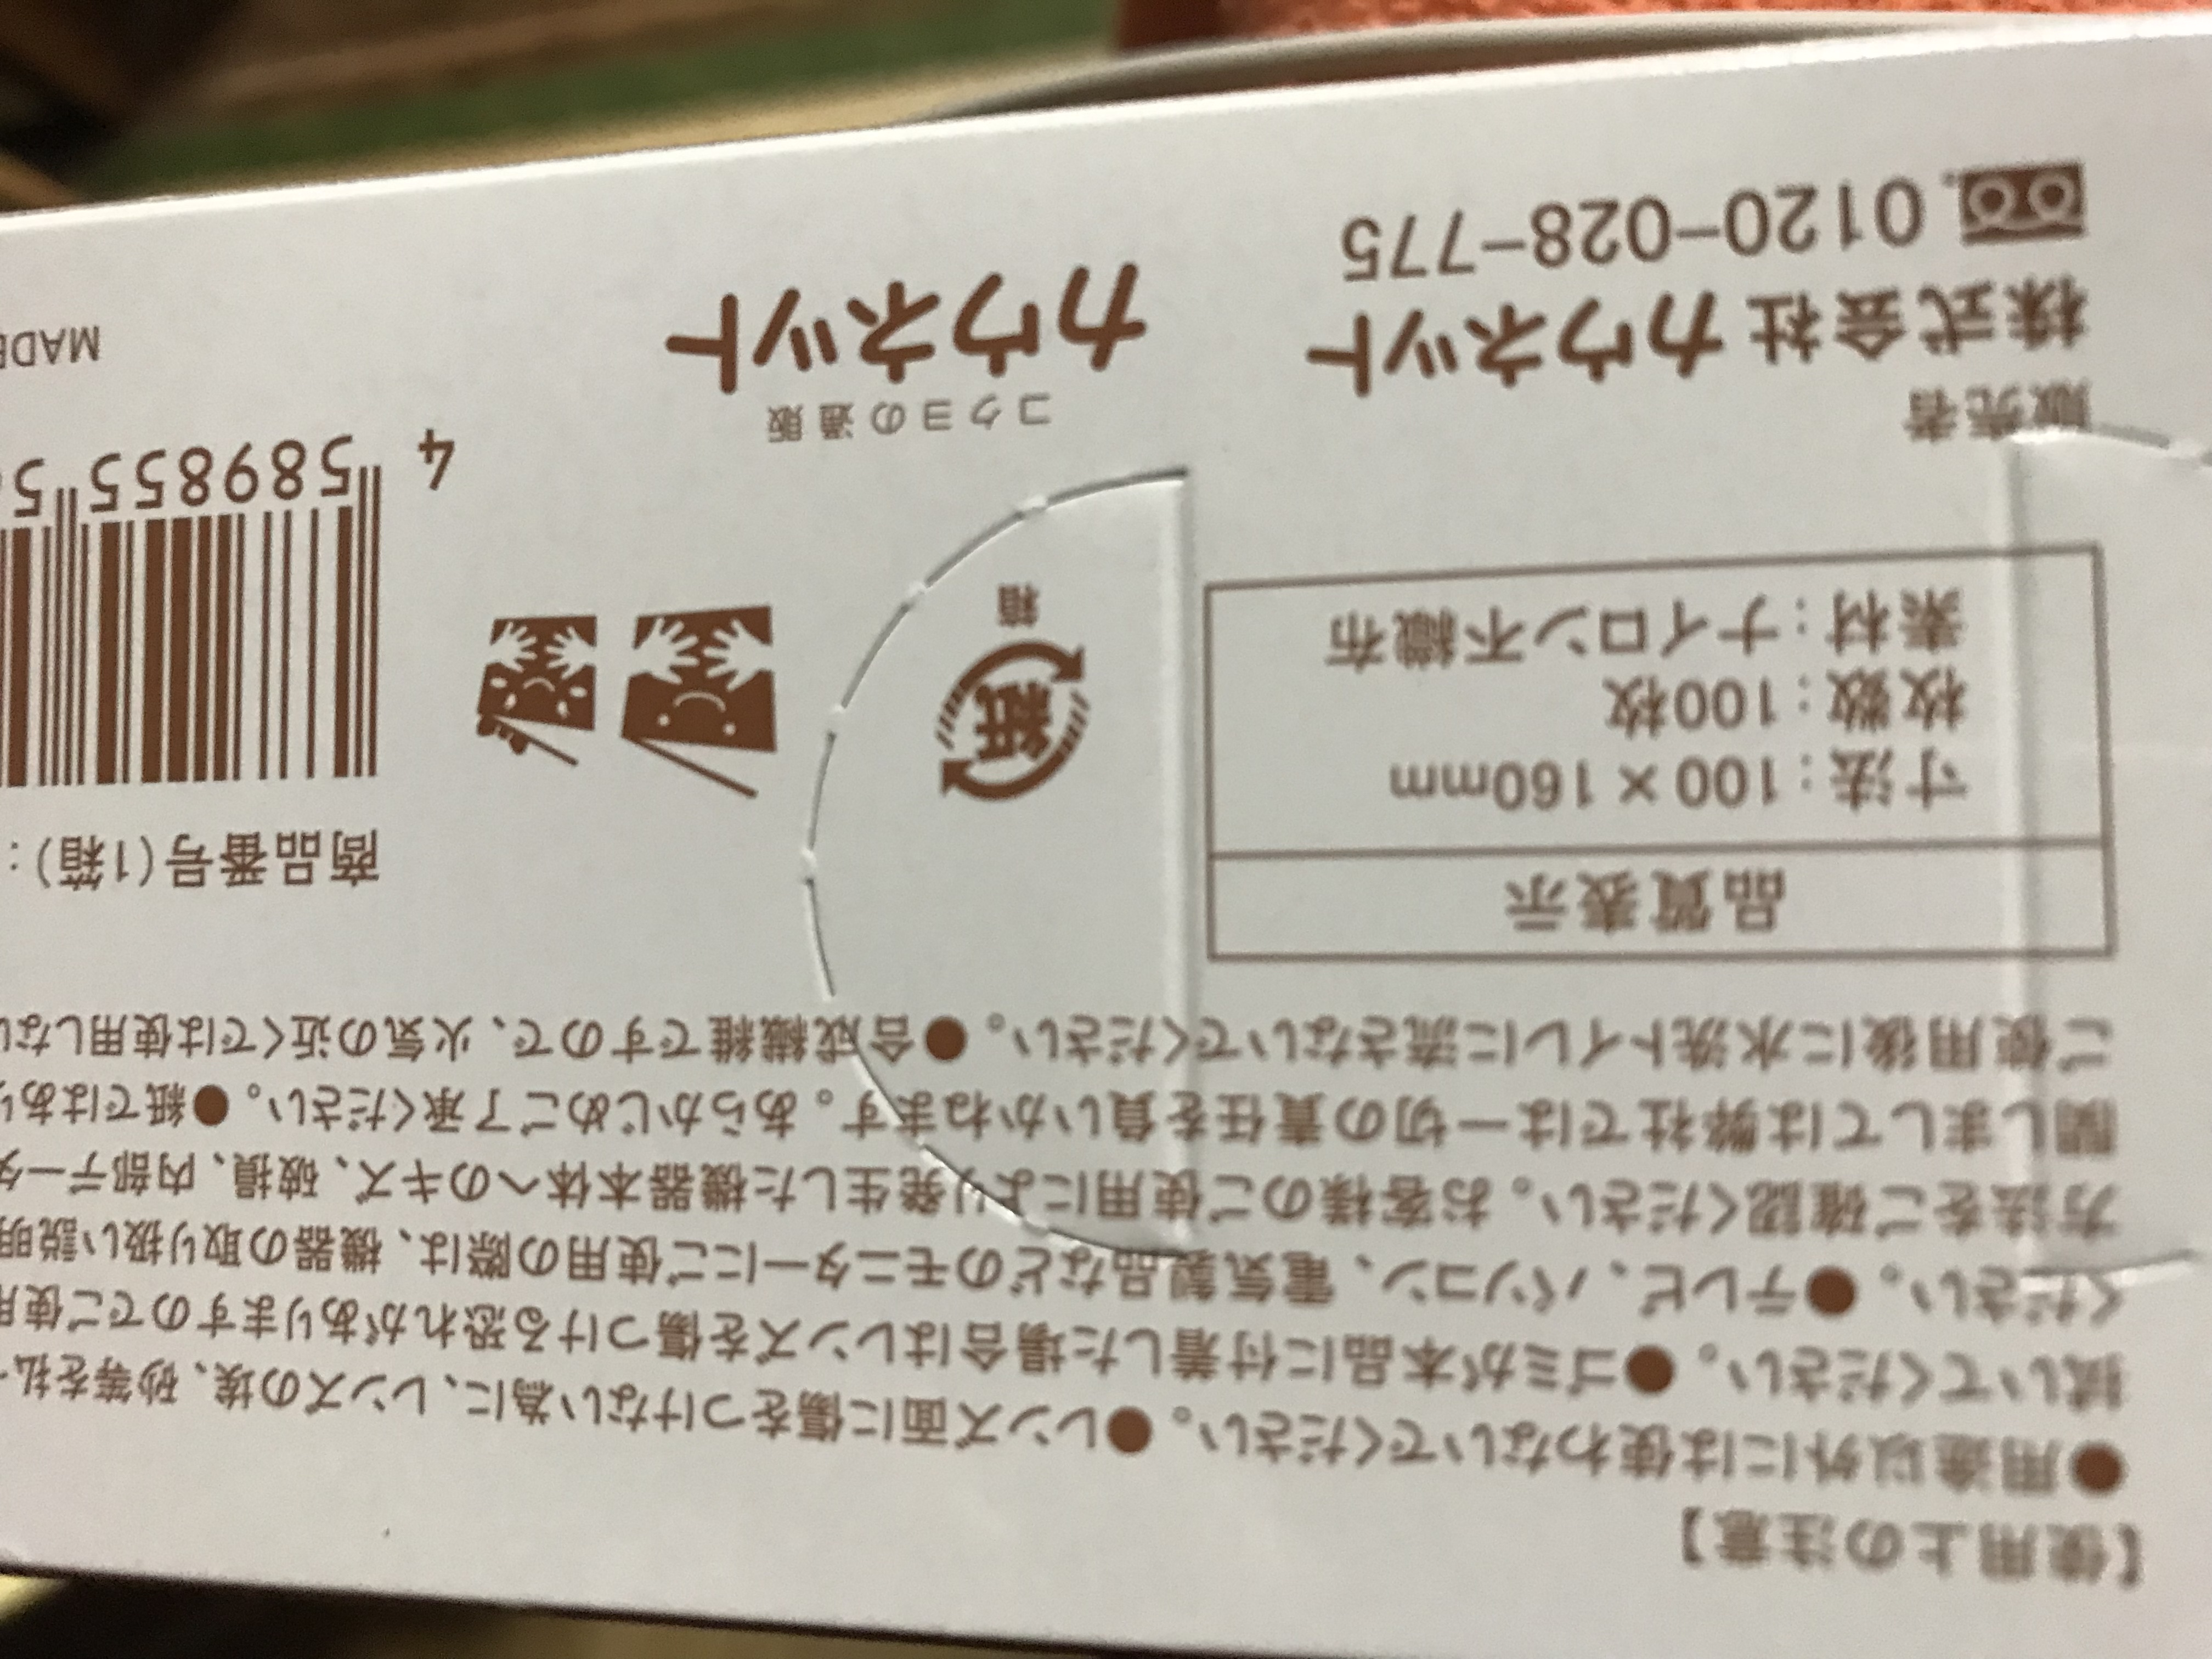 【使用上の注意】
●用途以外には使わないでください。●レンズ面に傷をつけない為に、レンズの埃、砂等を払
拭いてください。●ゴミが本品に付着した場合はレンズを傷つける恐れがありますのでご使用
ください。●テレビ、パソコン、電気製品などのモニターにご使用の際は、機器の取り扱い説明
方法をご確認ください。お客様のご使用により発生した機器本体へのキズ、破損、内部データ
関しましては弊社では一切の責任を負いかねます。あらかじめご了承ください。●紙ではあり
ご使用後に水洗トイレに流さないでください。●合成繊維ですので、火気の近くでは使用しない
品質表示
寸法:100×160mm
枚数:100枚
素材:ナイロン不織布
紙
箱
商品番号(1箱):
4 589855 5
販売者
株式会社カウネット
0120-028-775
コクヨの通販
カウネット
MADE